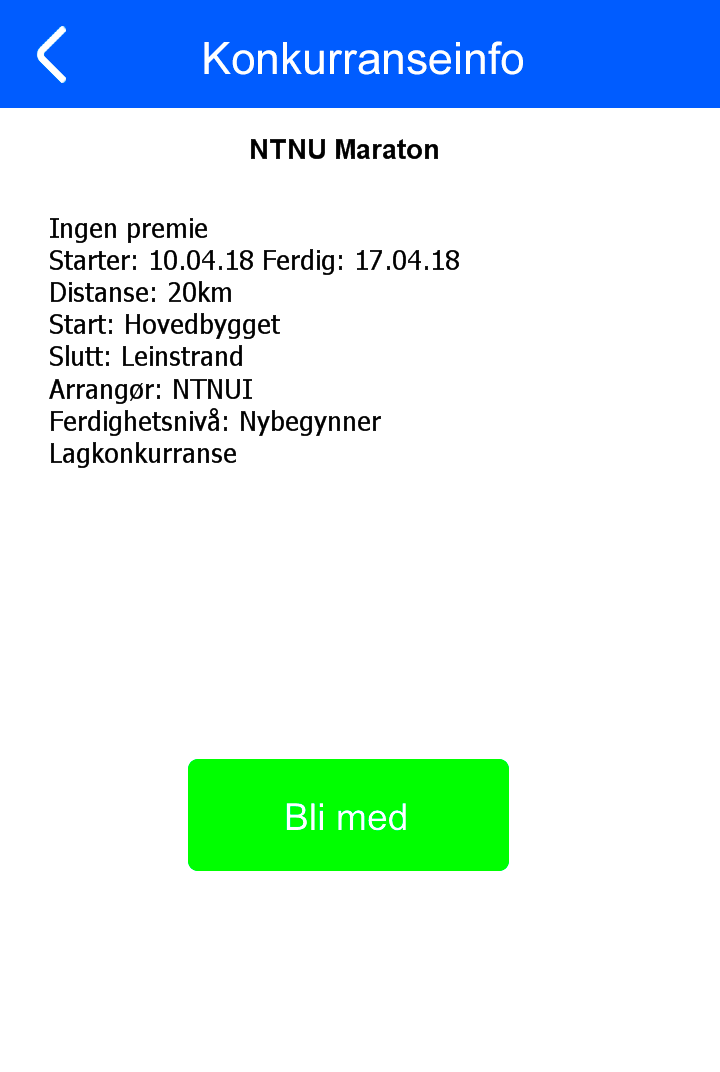 Konkurranseinfo
NTNU Maraton
Ingen premie
Starter: 10.04.18 Ferdig: 17.04.18
Distanse: 20km
Start: Hovedbygget
Slutt: Leinstrand
Arrangør: NTNUI
Ferdighetsnivå: Nybegynner
Lagkonkurranse
Bli med